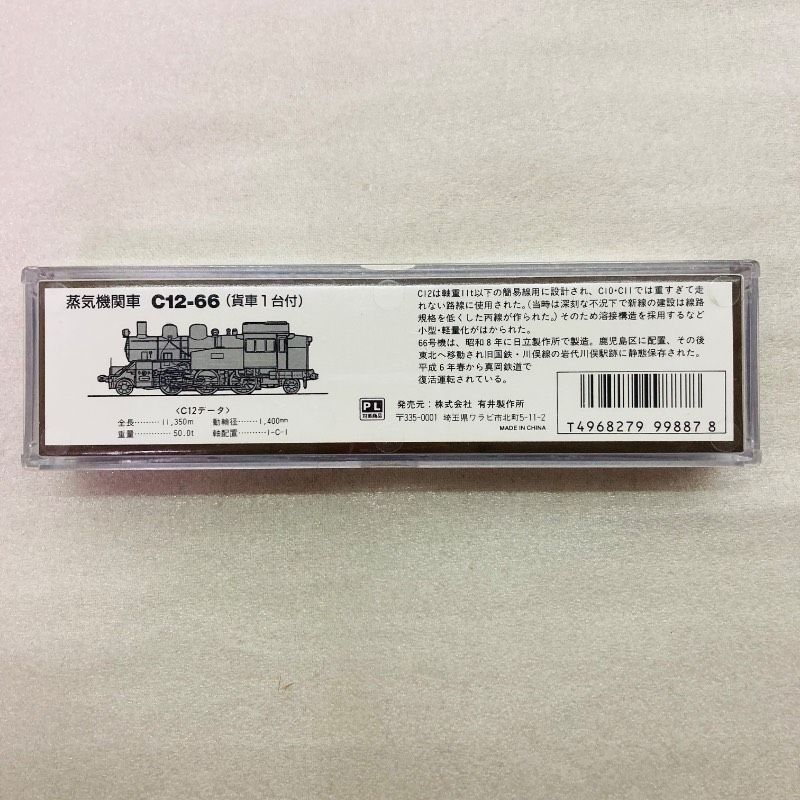 蒸気機関車 C12-66(貨車1台付)
〈C12データ〉
全長………11,350m 動輪径……1,400mm
重量………50.0t 軸配置……1-C-1
C12は軸重11t以下の簡易線用に設計され、C10・C11では重すぎて走
れない路線に使用された。(当時は深刻な不況下で新線の建設は線路
規格を低くした丙線が作られた。)そのため溶接構造を採用するなど
小型・軽量化がはかられた。
66号機は、昭和8年に日立製作所で製造。鹿児島区に配置、その後
東北へ移動され旧国鉄・川俣線の岩代川俣駅跡に静態保存された。
平成6年春から真岡鉄道で
復活運転されている。
PL
対策商品
発売元:株式会社 有井製作所
〒335-0001 埼玉県ワラビ市北町5-11-2
MADE IN CHINA
T4968279 99887 8